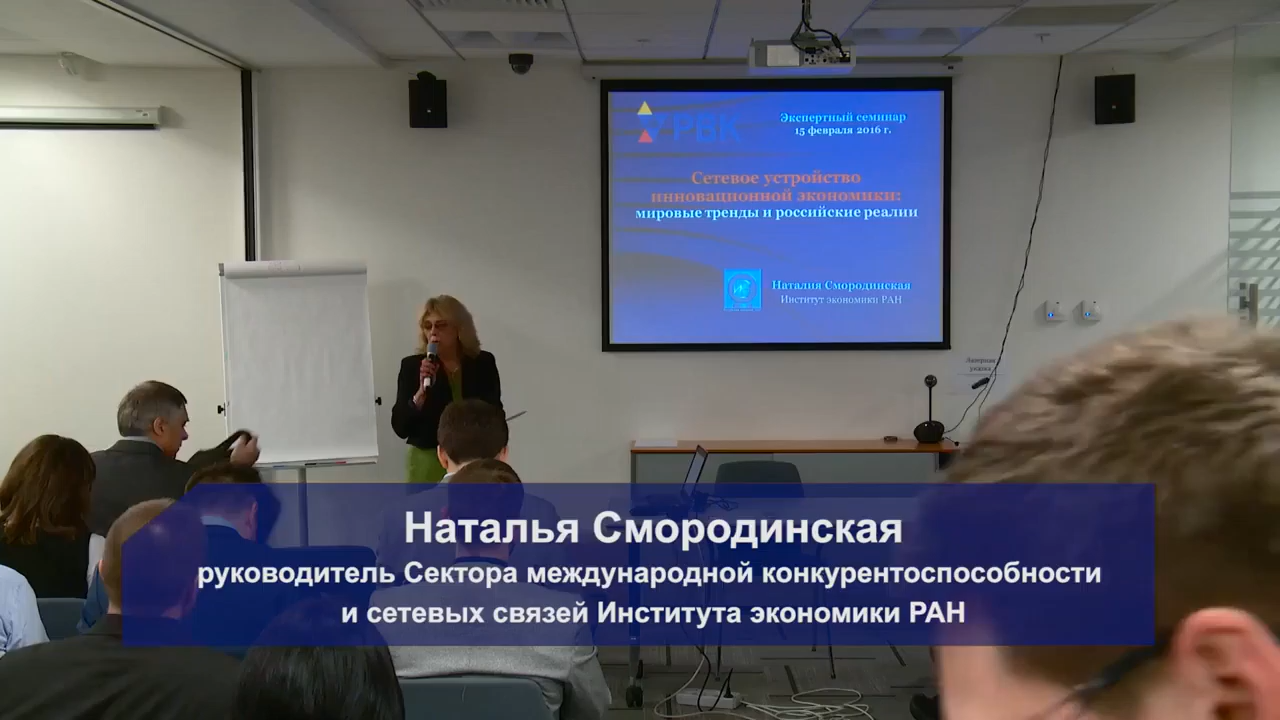 РБК
Экспертный семинар
15 февраля 2016 г.
Сетевое устройство
инновационной экономики:
мировые тренды и российские реалии
Наталия Смородинская
Институт экономики РАН
Наталья Смородинская
руководитель Сектора международной конкурентоспособности
и сетевых связей Института экономики РАН